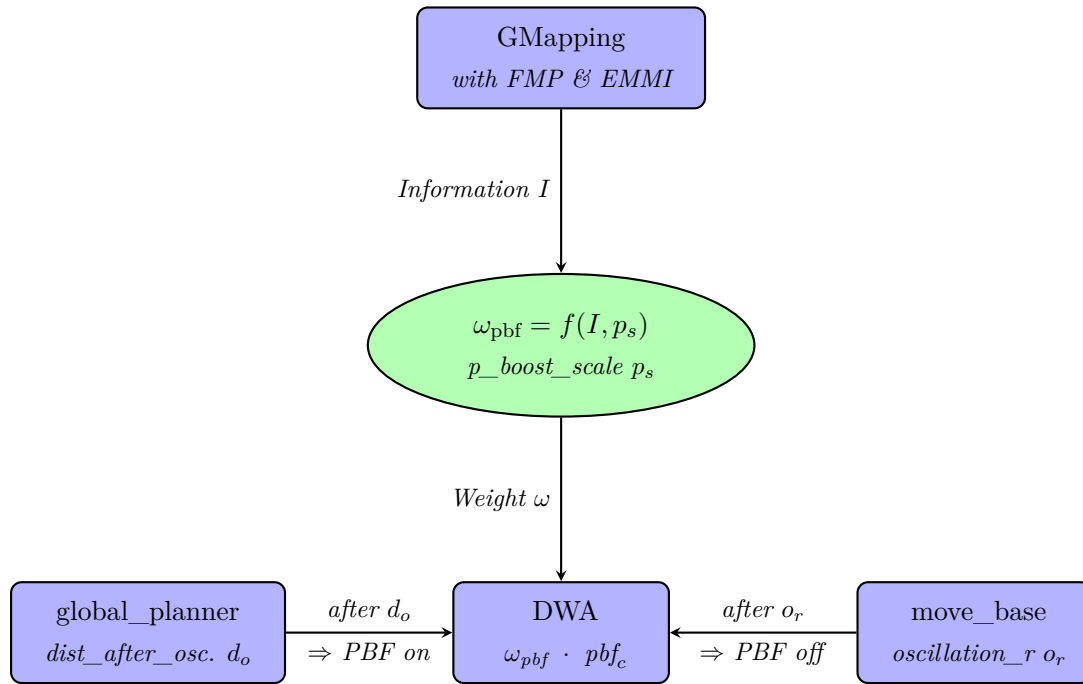 GMapping
with FMP & EMMI
Information I
ω_pbf = f(I, p_s)
p_boost_scale p_s
Weight ω
global_planner
dist_after_osc. d_o
after d_o
⇒ PBF on
DWA
ω_pbf · pbf_c
after o_r
⇒ PBF off
move_base
oscillation_r o_r